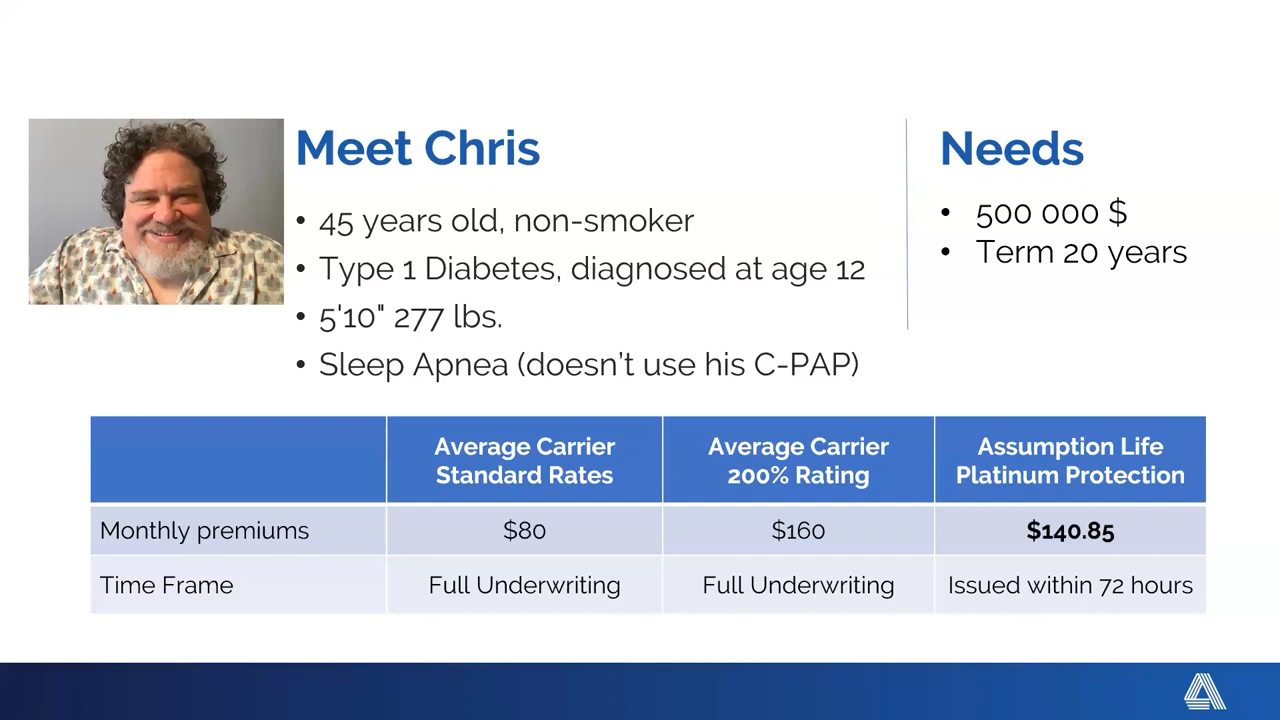 Meet Chris
• 45 years old, non-smoker
• Type 1 Diabetes, diagnosed at age 12
• 5'10" 277 lbs.
• Sleep Apnea (doesn’t use his C-PAP)
Needs
• 500 000 $
• Term 20 years
Average Carrier Standard Rates
Average Carrier 200% Rating
Assumption Life Platinum Protection
Monthly premiums $80 $160 $140.85
Time Frame Full Underwriting Full Underwriting Issued within 72 hours